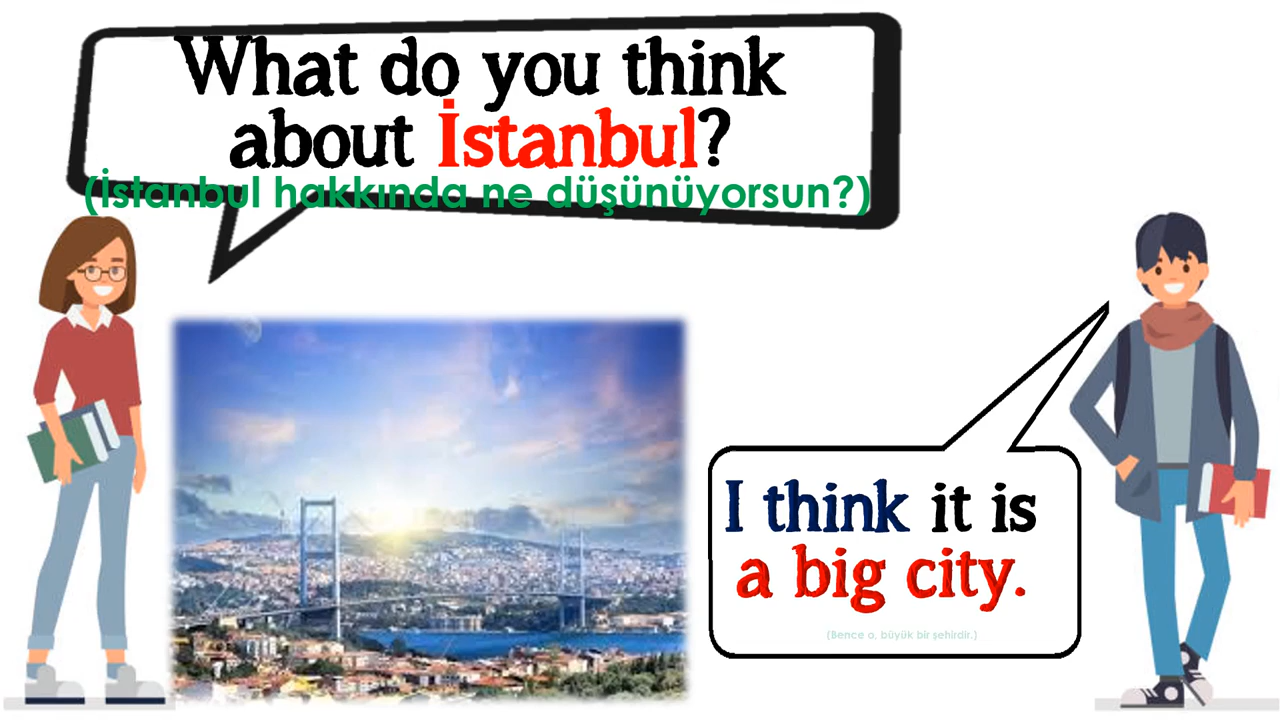 What do you think
about İstanbul?
(İstanbul hakkında ne düşünüyorsun?)
I think it is
a big city.
(Bence o, büyük bir şehirdir.)